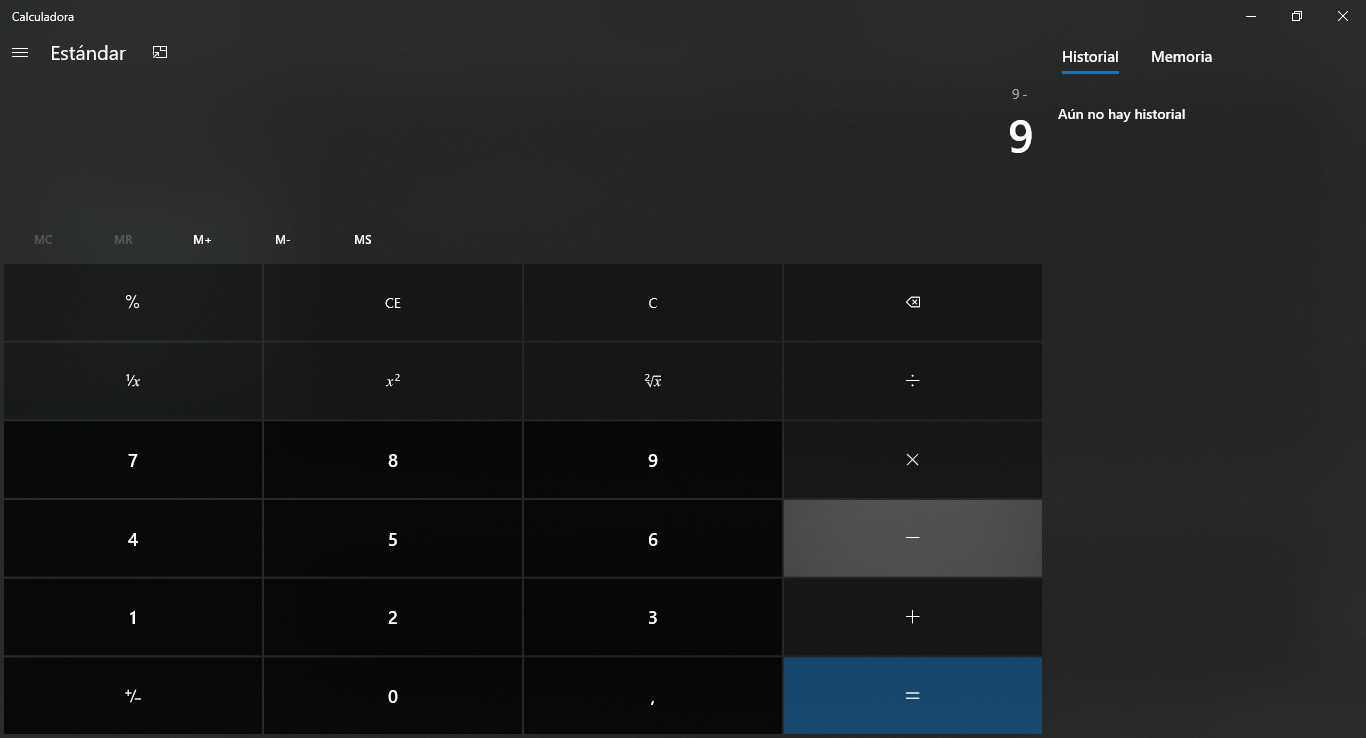 Calculadora
Estándar
Historial Memoria
9 -
9
Aún no hay historial
MC MR M+ M- MS
% CE C
¹/x x² ²√x ÷
7 8 9 ×
4 5 6 −
1 2 3 +
+/− 0 , =